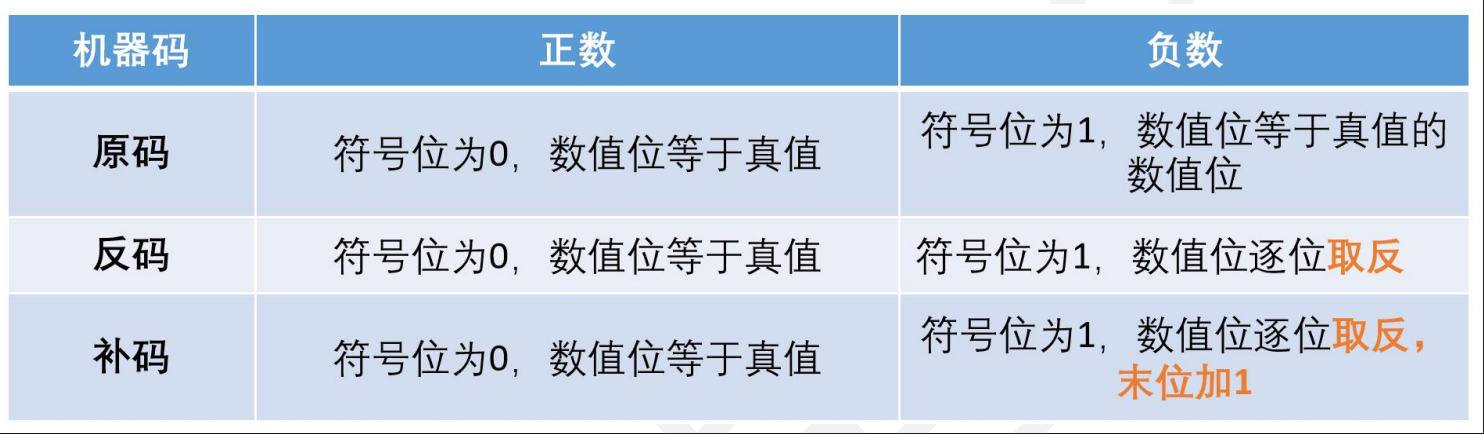 机器码 正数 负数
原码 符号位为0，数值位等于真值 符号位为1，数值位等于真值的
数值位
反码 符号位为0，数值位等于真值 符号位为1，数值位逐位取反
补码 符号位为0，数值位等于真值 符号位为1，数值位逐位取反，
末位加1